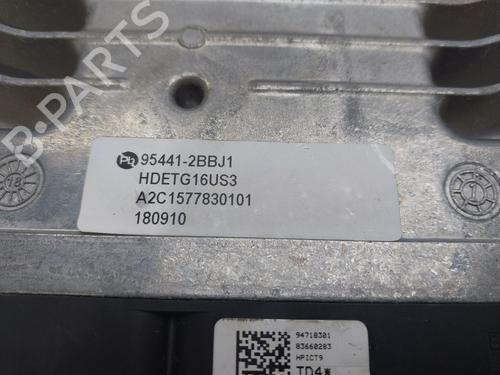 B-PARTS
Pb 95441-2BBJ1
HDETG16US3
A2C1577830101
180910
94718301
83660283
HPICT9
TD4*